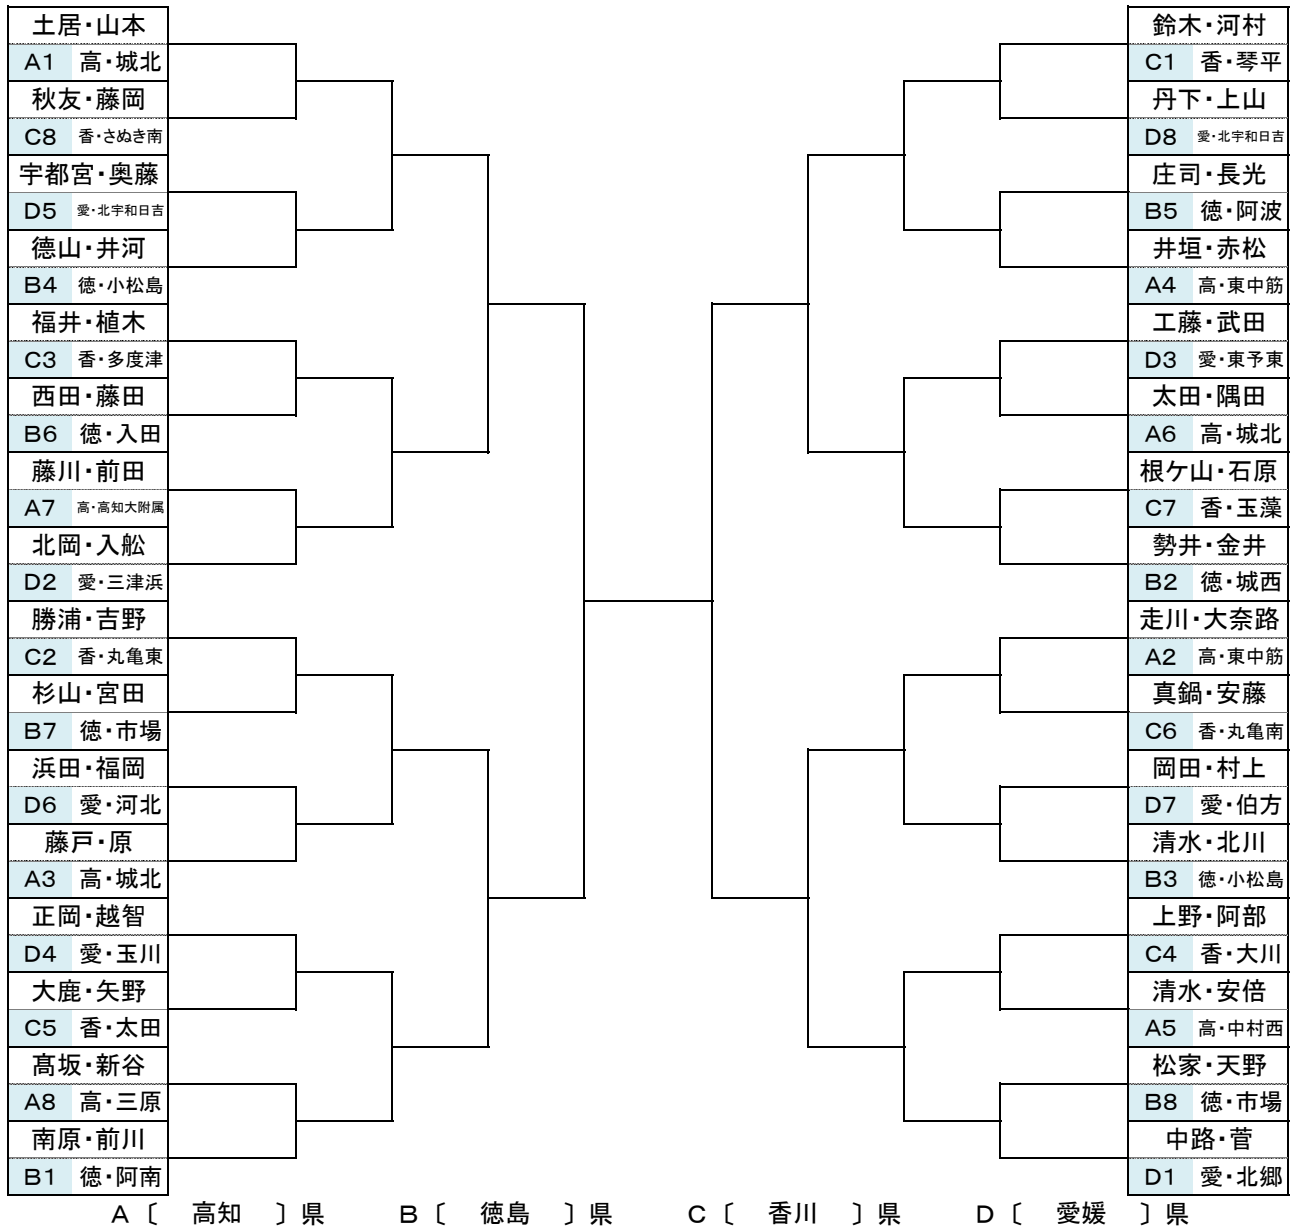 土居・山本
A1 高・城北
秋友・藤岡
C8 香・さぬき南
宇都宮・奥藤
D5 愛・北宇和日吉
德山・井河
B4 徳・小松島
福井・植木
C3 香・多度津
西田・藤田
B6 徳・入田
藤川・前田
A7 高・高知大附属
北岡・入舩
D2 愛・三津浜
勝浦・吉野
C2 香・丸亀東
杉山・宮田
B7 徳・市場
浜田・福岡
D6 愛・河北
藤戸・原
A3 高・城北
正岡・越智
D4 愛・玉川
大鹿・矢野
C5 香・太田
髙坂・新谷
A8 高・三原
南原・前川
B1 徳・阿南
鈴木・河村
C1 香・琴平
丹下・上山
D8 愛・北宇和日吉
庄司・長光
B5 徳・阿波
井垣・赤松
A4 高・東中筋
工藤・武田
D3 愛・東予東
太田・隅田
A6 高・城北
根ケ山・石原
C7 香・玉藻
勢井・金井
B2 徳・城西
走川・大奈路
A2 高・東中筋
真鍋・安藤
C6 香・丸亀南
岡田・村上
D7 愛・伯方
清水・北川
B3 徳・小松島
上野・阿部
C4 香・大川
清水・安倍
A5 高・中村西
松家・天野
B8 徳・市場
中路・菅
D1 愛・北郷
A〔 高知 〕県 B〔 徳島 〕県 C〔 香川 〕県 D〔 愛媛 〕県